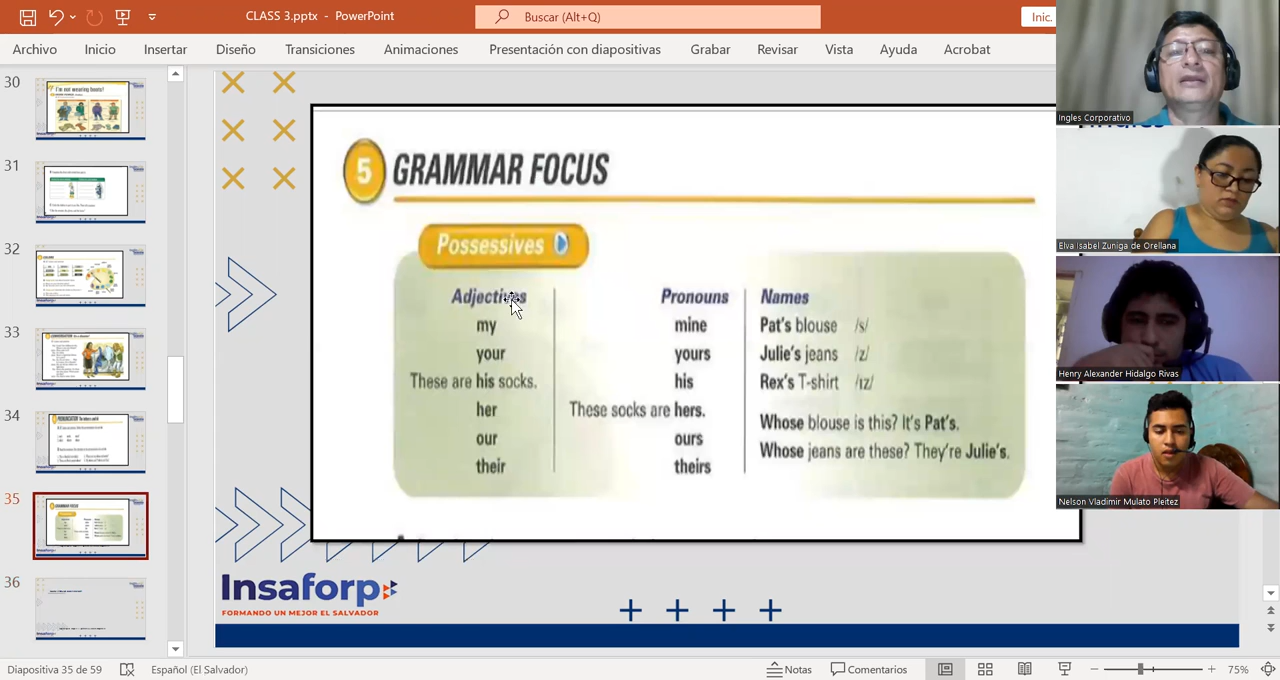 CLASS 3.pptx - PowerPoint
Buscar (Alt+Q)
Inic.
Archivo Inicio Insertar Diseño Transiciones Animaciones Presentación con diapositivas Grabar Revisar Vista Ayuda Acrobat
30
31
32
33
34
35
36
5 GRAMMAR FOCUS
Possessives
Adjectives Pronouns Names
my mine Pat's blouse /s/
your yours Julie's jeans /z/
These are his socks. his Rex's T-shirt /ɪz/
her These socks are hers. Whose blouse is this? It's Pat's.
our ours Whose jeans are these? They're Julie's.
their theirs
Insaforp
FORMANDO UN MEJOR EL SALVADOR
Ingles Corporativo
Elva Isabel Zuniga de Orellana
Henry Alexander Hidalgo Rivas
Nelson Vladimir Mulato Pleitez
Diapositiva 35 de 59 Español (El Salvador) Notas Comentarios 75%